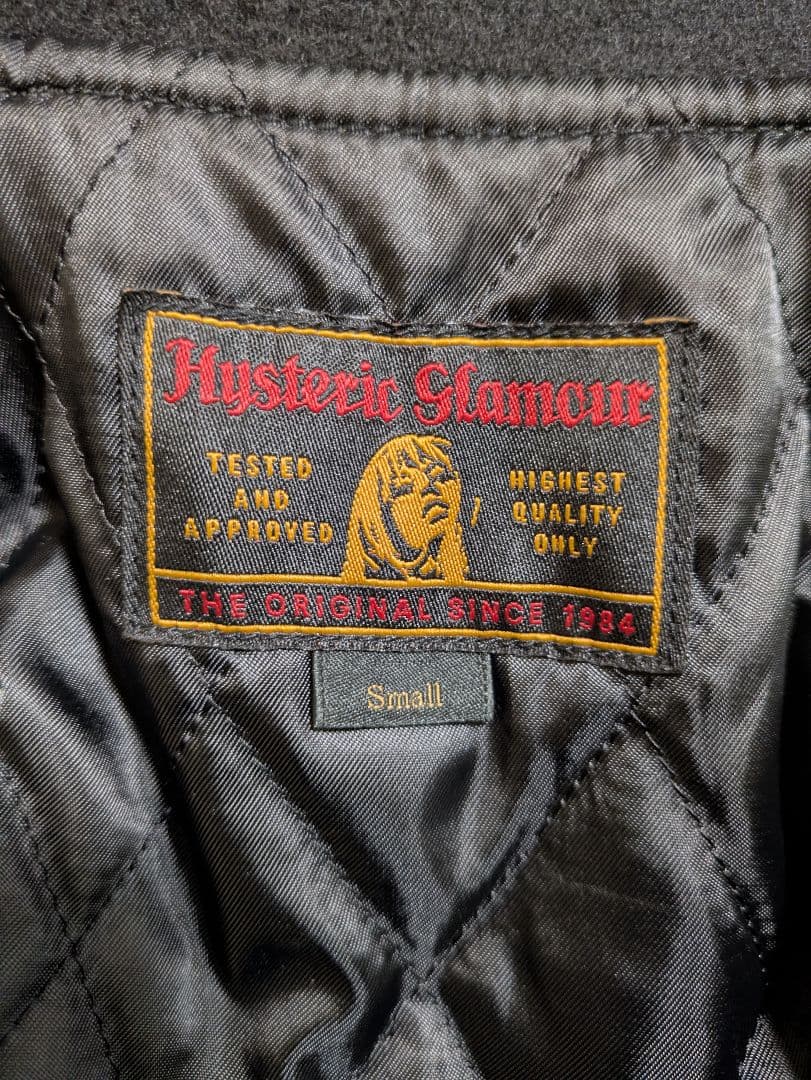 Hysteric Glamour
TESTED
AND
APPROVED
HIGHEST
QUALITY
ONLY
THE ORIGINAL SINCE 1984
Small